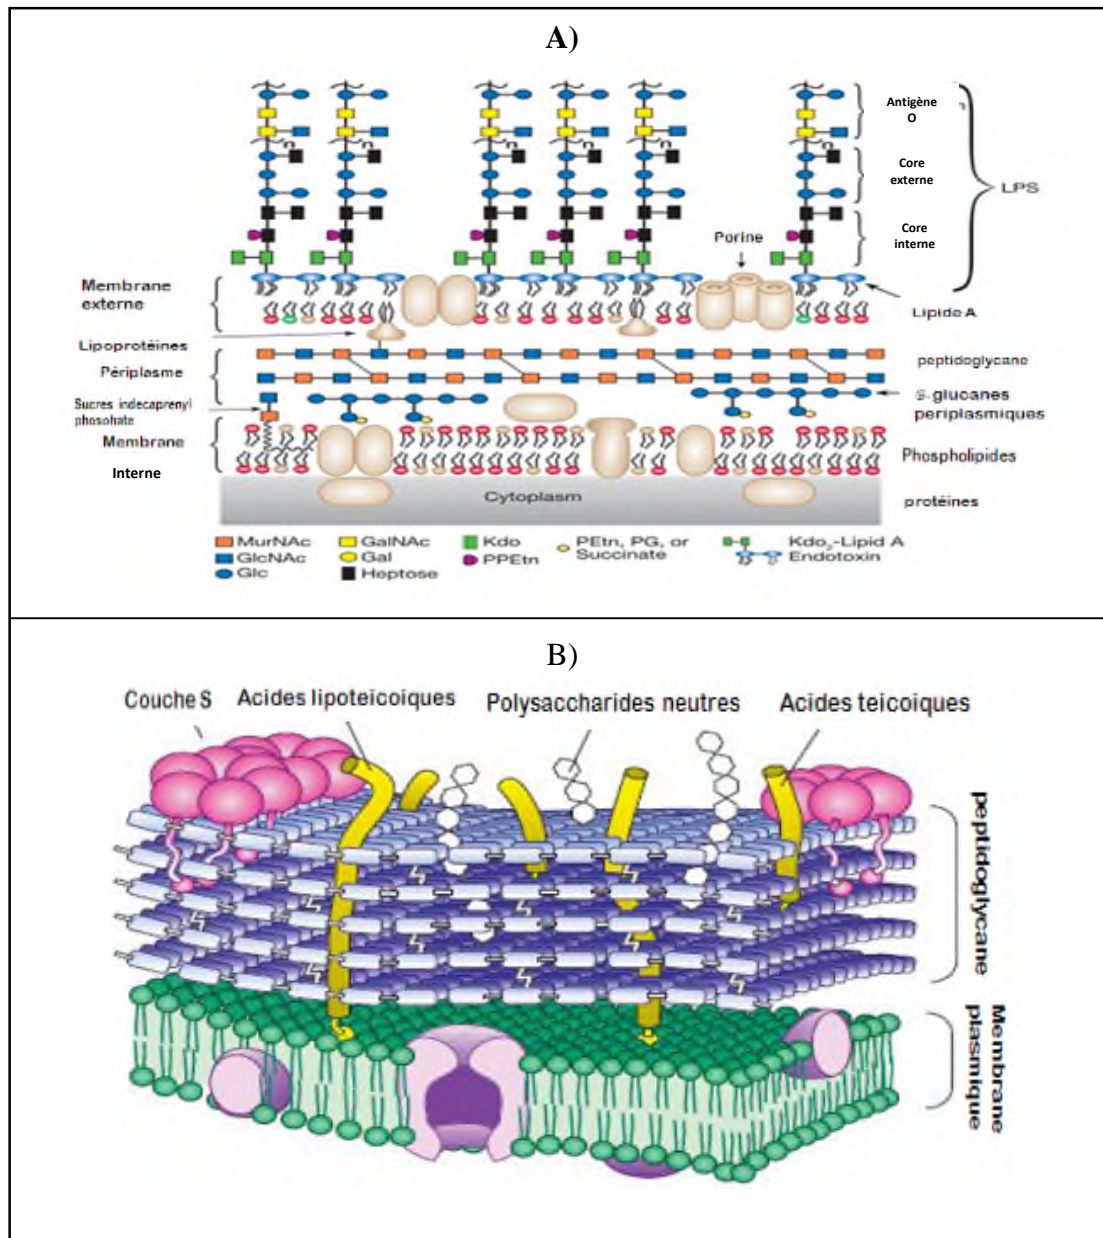 A)
Antigène
O
Core
externe
LPS
Core
interne
Porine
Membrane
externe
Lipide A
Lipoprotéines
peptidoglycane
Périplasme
glucanes
periplasmiques
Sucres indecaprenyl
phosohate
Membrane
Phospholipides
Interne
Cytoplasm
protéines
MurNAc
GlcNAc
Glc
GalNAc
Gal
Heptose
Kdo
PPEtn
PEtn, PG, or
Succinate
Kdo₂-Lipid A
Endotoxin
B)
Couche S
Acides lipoteicoiques
Polysaccharides neutres
Acides teicoiques
peptidoglycane
Membrane
plasmique